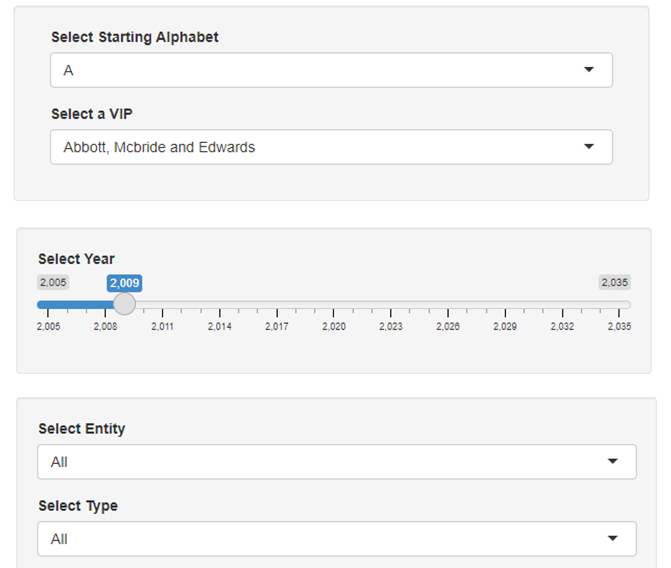 Select Starting Alphabet
A
Select a VIP
Abbott, Mcbride and Edwards
Select Year
2,005 2,009 2,035
2,005 2,008 2,011 2,014 2,017 2,020 2,023 2,026 2,029 2,032 2,035
Select Entity
All
Select Type
All